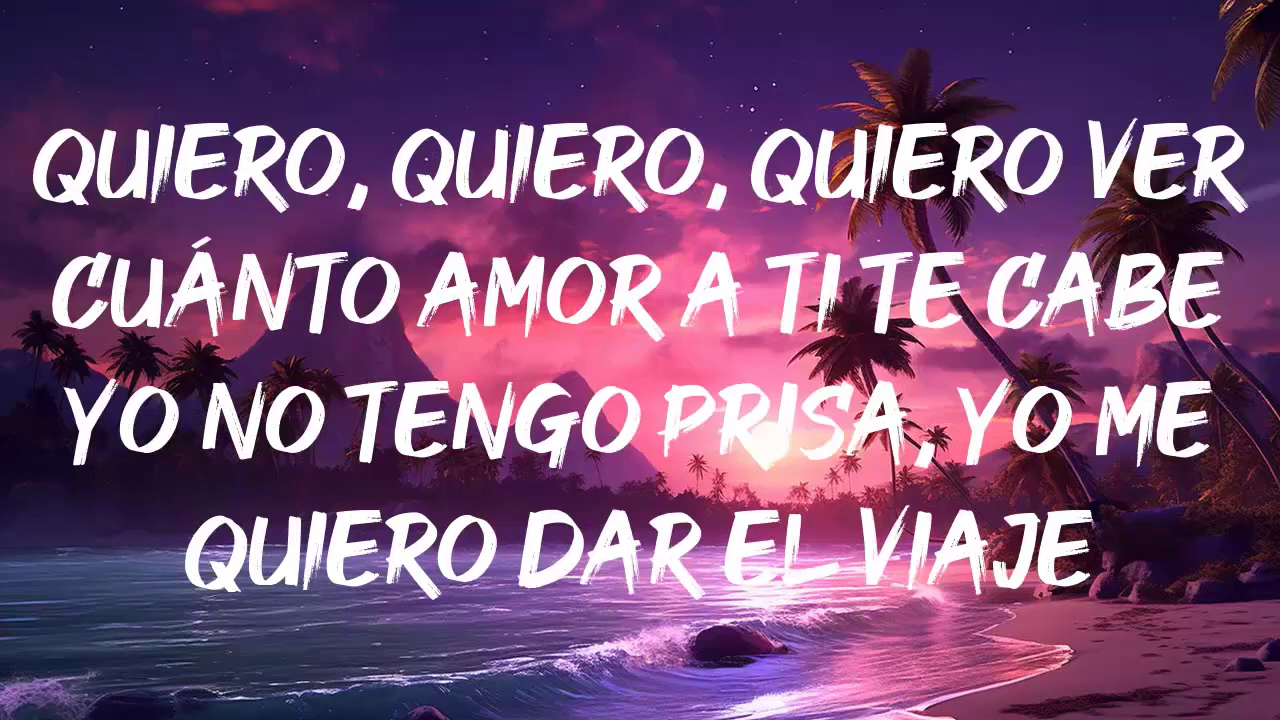 QUIERO, QUIERO, QUIERO VER
CUÁNTO AMOR A TI TE CABE
YO NO TENGO PRISA, YO ME
QUIERO DAR EL VIAJE